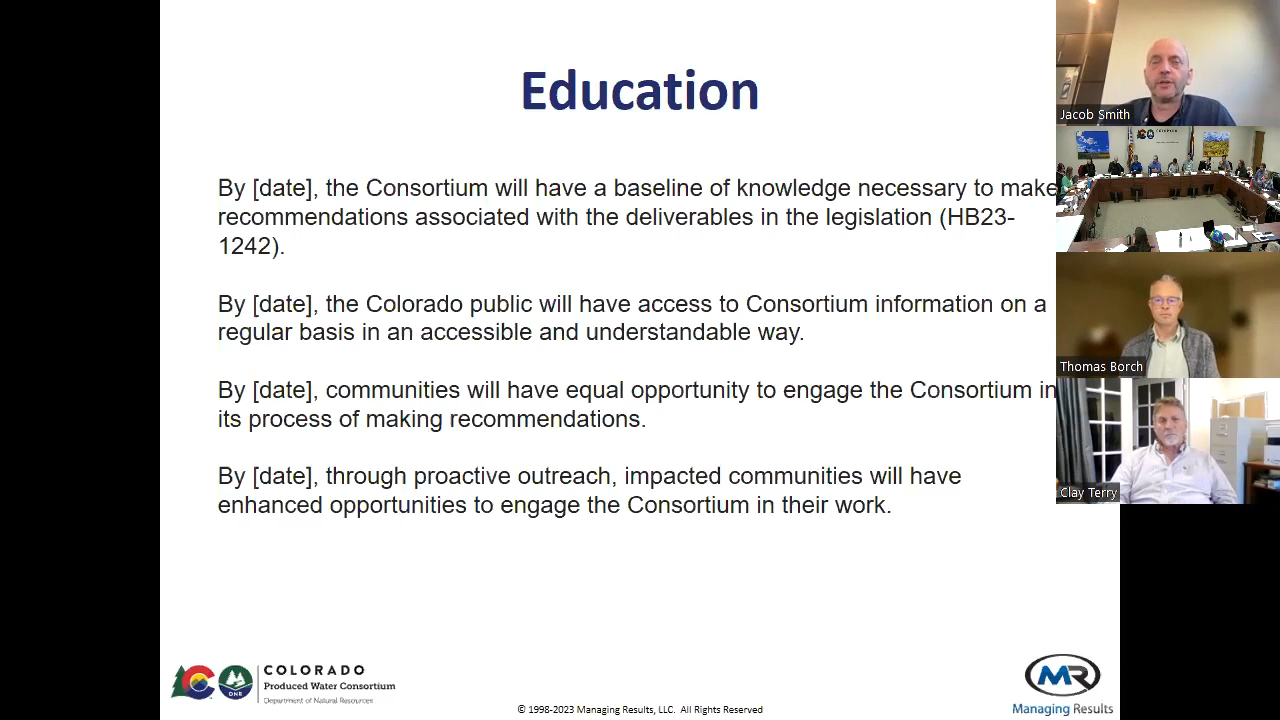 Education
By [date], the Consortium will have a baseline of knowledge necessary to make
recommendations associated with the deliverables in the legislation (HB23-
1242).
By [date], the Colorado public will have access to Consortium information on a
regular basis in an accessible and understandable way.
By [date], communities will have equal opportunity to engage the Consortium in
its process of making recommendations.
By [date], through proactive outreach, impacted communities will have
enhanced opportunities to engage the Consortium in their work.
Jacob Smith
COLORADO
Thomas Borch
Clay Terry
DNR
COLORADO
Produced Water Consortium
Department of Natural Resources
© 1998-2023 Managing Results, LLC. All Rights Reserved
MR
Managing Results